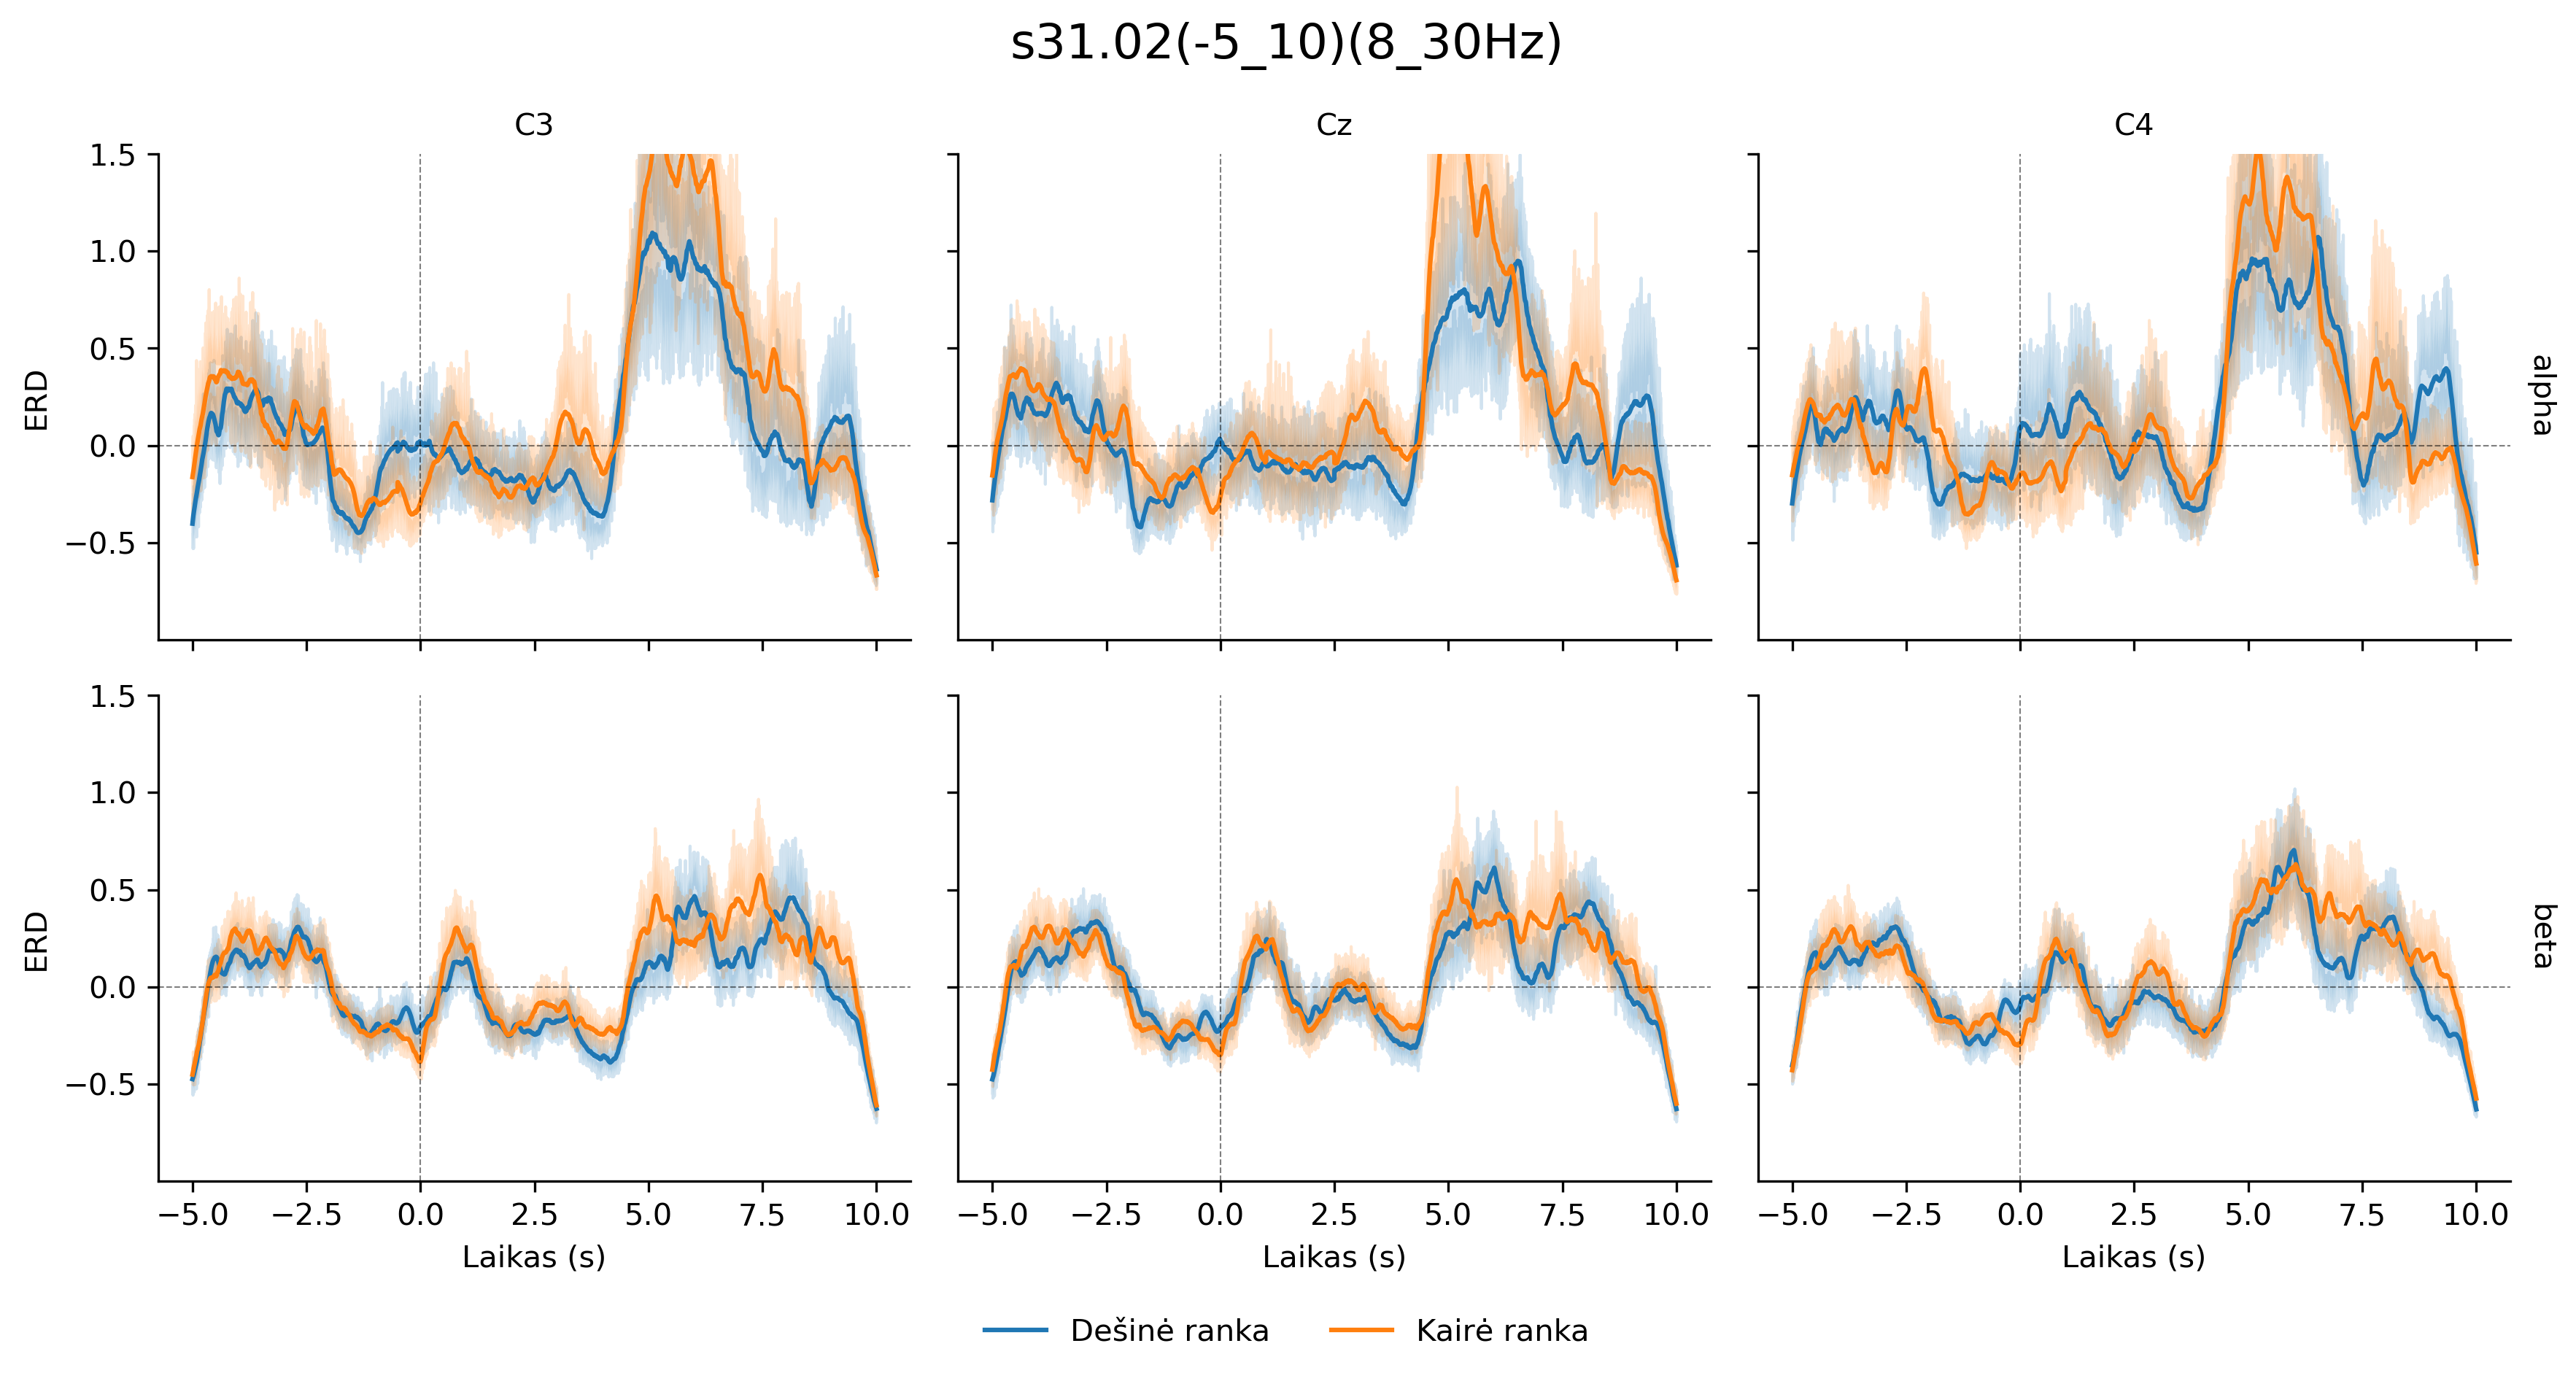 s31.02(-5_10)(8_30Hz)
C3 Cz C4
1.5
1.0
0.5
0.0
−0.5
ERD
alpha
1.5
1.0
0.5
0.0
−0.5
ERD
beta
−5.0 −2.5 0.0 2.5 5.0 7.5 10.0 −5.0 −2.5 0.0 2.5 5.0 7.5 10.0 −5.0 −2.5 0.0 2.5 5.0 7.5 10.0
Laikas (s) Laikas (s) Laikas (s)
Dešinė ranka Kairė ranka